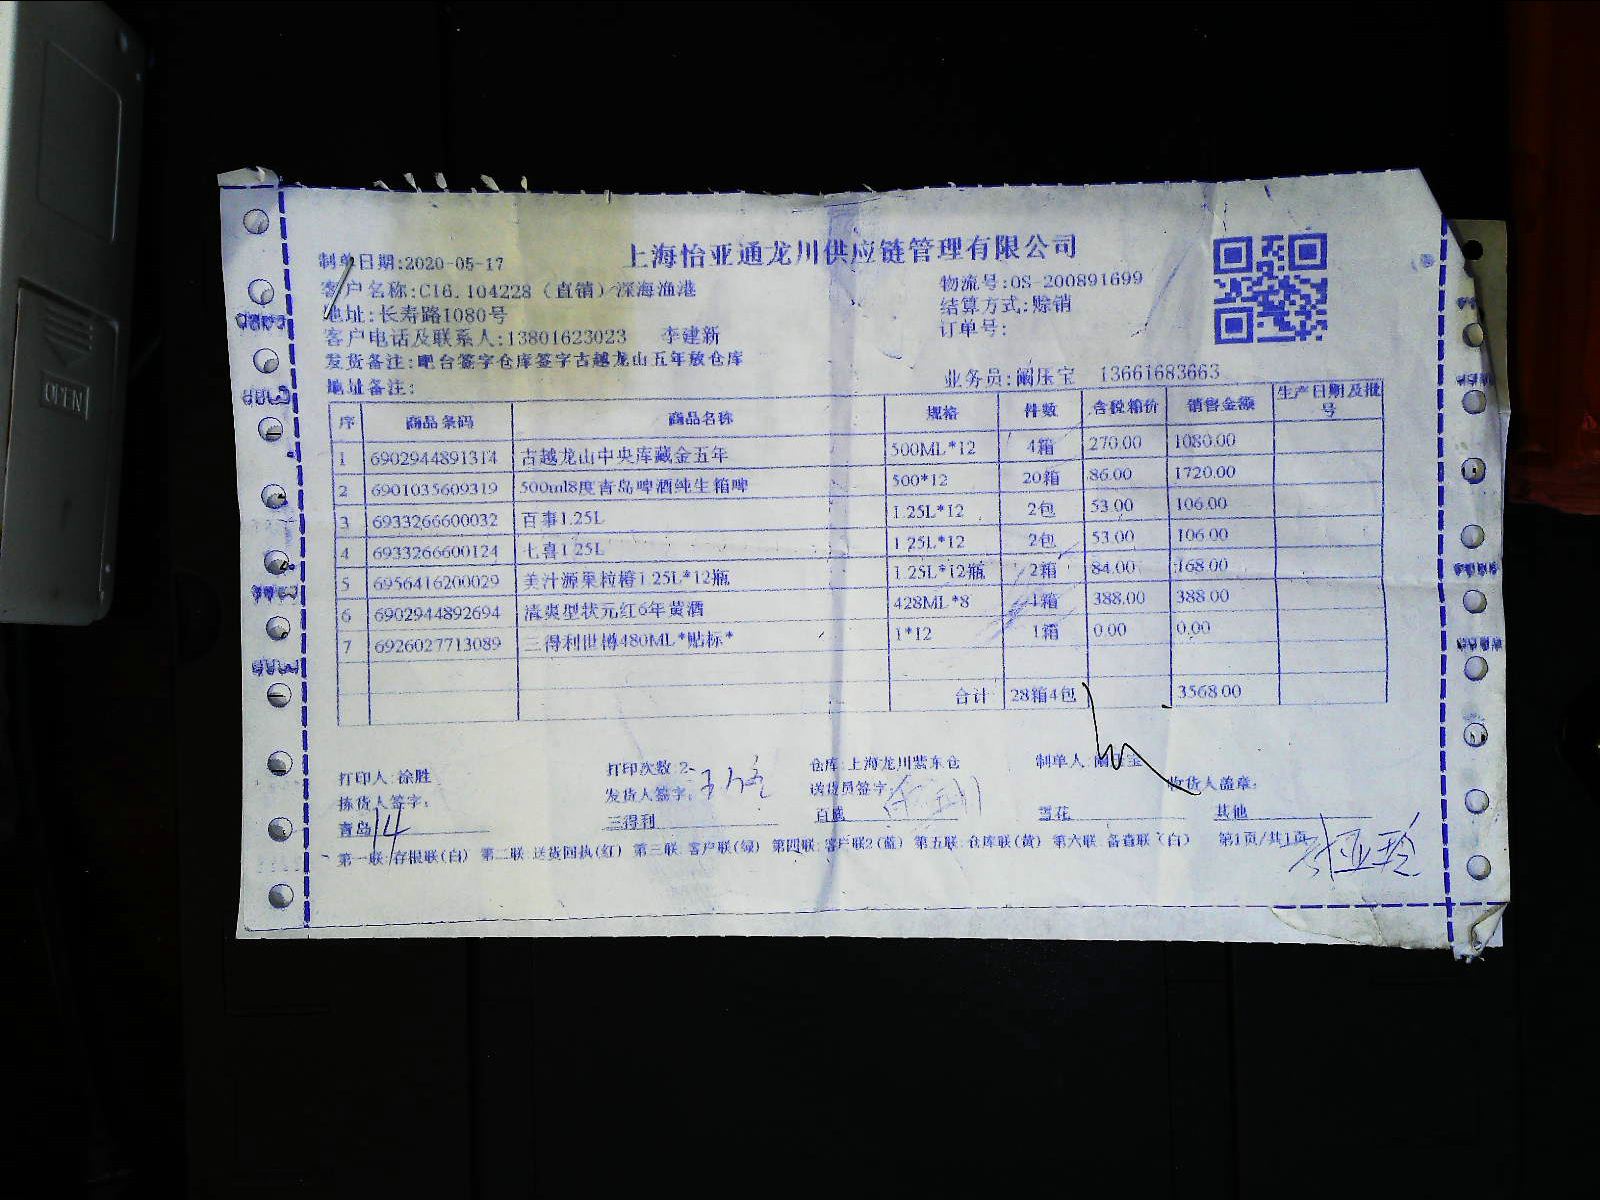 上海怡亚通龙川供应链管理有限公司
制单日期:2020-05-17
客户名称:C16.104228（直销）深海渔港
物流号:OS-200891699
地址:长寿路1080号
结算方式:赊销
客户电话及联系人:13801623023 李建新
订单号:
发货备注:吧台签字仓库签字古越龙山五年放仓库
地址备注:
业务员:阚压宝 13661683663
序 商品条码 商品名称 规格 件数 含税箱价 销售金额 生产日期及批号
1 6902944891314 古越龙山中央库藏金五年 500ML*12 4箱 270.00 1080.00
2 6901035609319 500ml8度青岛啤酒纯生箱啤 500*12 20箱 86.00 1720.00
3 6933266600032 百事1.25L 1.25L*12 2包 53.00 106.00
4 6933266600124 七喜1.25L 1.25L*12 2包 53.00 106.00
5 6956416200029 美汁源果粒橙1.25L*12瓶 1.25L*12瓶 2箱 84.00 168.00
6 6902944892694 清爽型状元红6年黄酒 428ML*8 1箱 388.00 388.00
7 6926027713089 三得利世博480ML*贴标* 1*12 1箱 0.00 0.00
合计 28箱4包 3568.00
打印人:涂胜 打印次数:2 仓库:上海龙川紫东仓 制单人:
拣货人签字: 发货人签字: 送货员签字: 收货人盖章:
青岛 14 三得利 百威 雪花 其他
第一联:存根联(白) 第二联:送货回执(红) 第三联:客户联(绿) 第四联:客户联2(蓝) 第五联:仓库联(黄) 第六联:备查联(白) 第1页/共1页